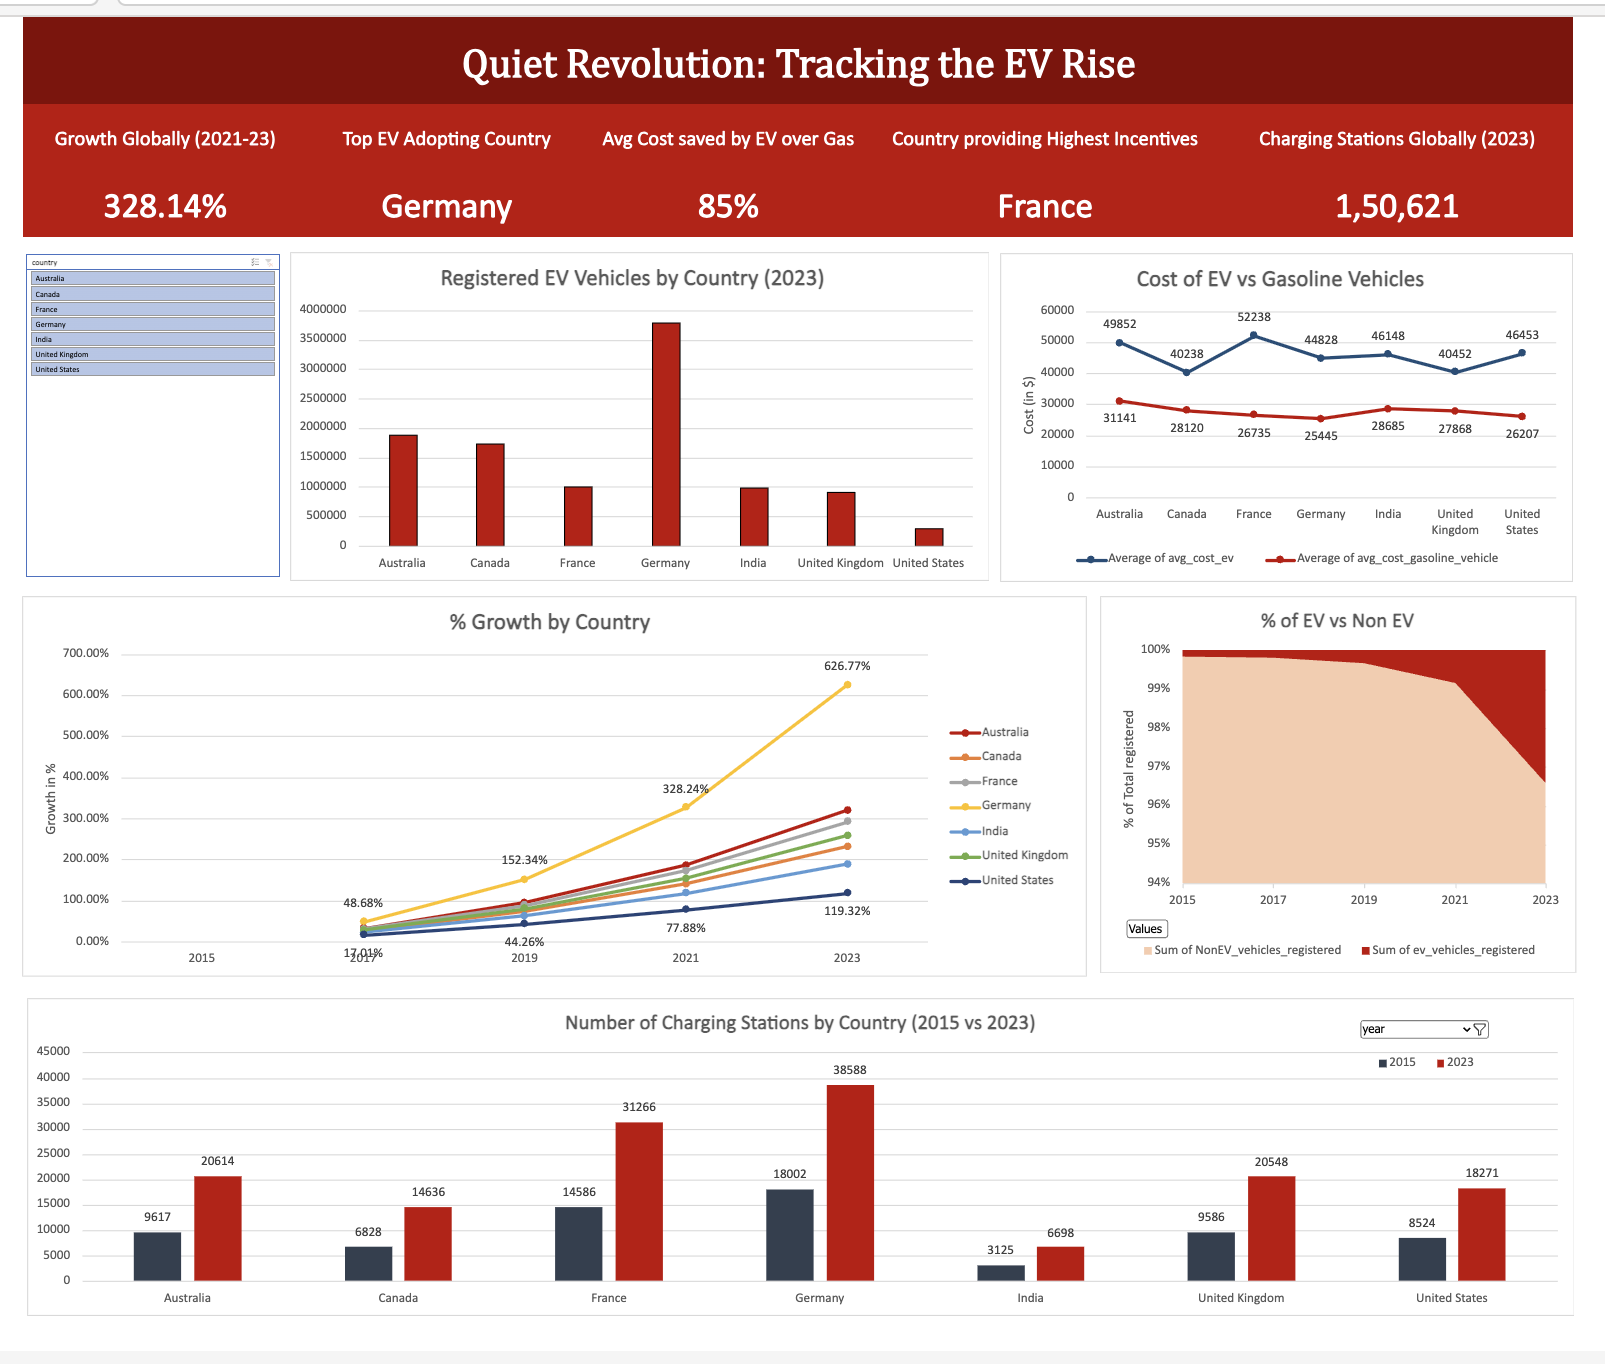 Quiet Revolution: Tracking the EV Rise
Growth Globally (2021-23)
328.14%
Top EV Adopting Country
Germany
Avg Cost saved by EV over Gas
85%
Country providing Highest Incentives
France
Charging Stations Globally (2023)
1,50,621
country
Australia
Canada
France
Germany
India
United Kingdom
United States
Registered EV Vehicles by Country (2023)
4000000
3500000
3000000
2500000
2000000
1500000
1000000
500000
0
Australia Canada France Germany India United Kingdom United States
Cost of EV vs Gasoline Vehicles
Cost (in $)
60000
50000
40000
30000
20000
10000
0
49852 40238 52238 44828 46148 40452 46453
31141 28120 26735 25445 28685 27868 26207
Australia Canada France Germany India United Kingdom United States
Average of avg_cost_ev Average of avg_cost_gasoline_vehicle
% Growth by Country
Growth in %
700.00%
600.00%
500.00%
400.00%
300.00%
200.00%
100.00%
0.00%
48.68% 152.34% 328.24% 626.77%
17.01% 44.26% 77.88% 119.32%
2015 2017 2019 2021 2023
Australia
Canada
France
Germany
India
United Kingdom
United States
% of EV vs Non EV
% of Total registered
100%
99%
98%
97%
96%
95%
94%
2015 2017 2019 2021 2023
Values
Sum of NonEV_vehicles_registered Sum of ev_vehicles_registered
Number of Charging Stations by Country (2015 vs 2023)
year
2015 2023
45000
40000
35000
30000
25000
20000
15000
10000
5000
0
9617 20614 6828 14636 14586 31266 18002 38588 3125 6698 9586 20548 8524 18271
Australia Canada France Germany India United Kingdom United States